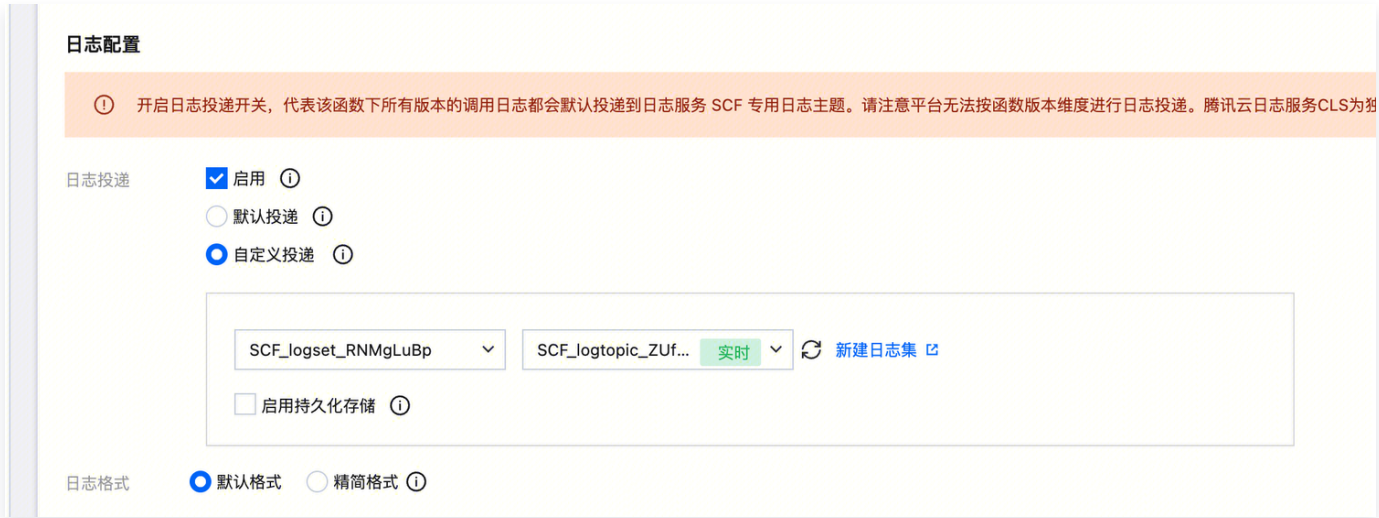 日志配置
开启日志投递开关，代表该函数下所有版本的调用日志都会默认投递到日志服务 SCF 专用日志主题。请注意平台无法按函数版本维度进行日志投递。腾讯云日志服务CLS为独
日志投递
启用
默认投递
自定义投递
SCF_logset_RNMgLuBp SCF_logtopic_ZUf... 实时 新建日志集
启用持久化存储
日志格式 默认格式 精简格式